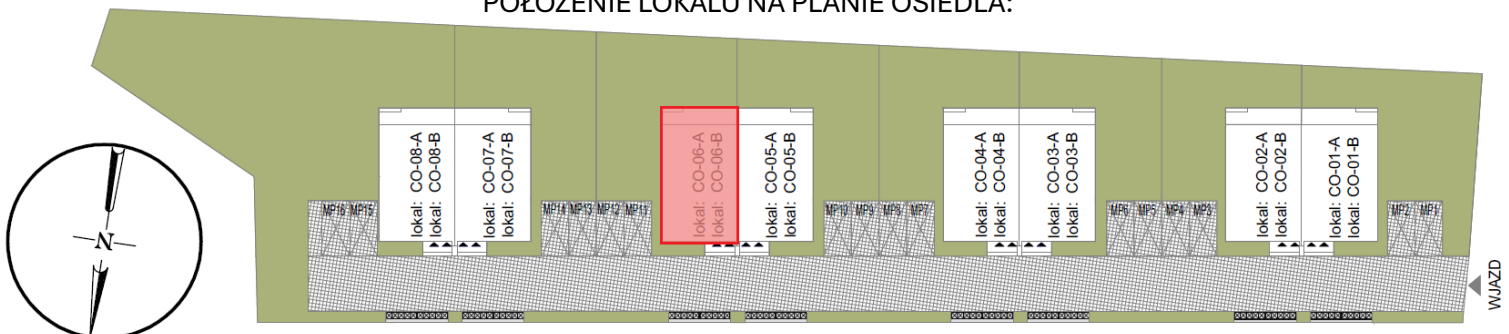 POŁOŻENIE LOKALU NA PLANIE OSIEDLA:
lokal: CO-08-A
lokal: CO-08-B
lokal: CO-07-A
lokal: CO-07-B
lokal: CO-06-A
lokal: CO-06-B
lokal: CO-05-A
lokal: CO-05-B
lokal: CO-04-A
lokal: CO-04-B
lokal: CO-03-A
lokal: CO-03-B
lokal: CO-02-A
lokal: CO-02-B
lokal: CO-01-A
lokal: CO-01-B
MP16 MP15
MP14 MP13 MP12 MP11
MP10 MP9 MP8 MP7
MP6 MP5 MP4 MP3
MP2 MP1
N
WJAZD